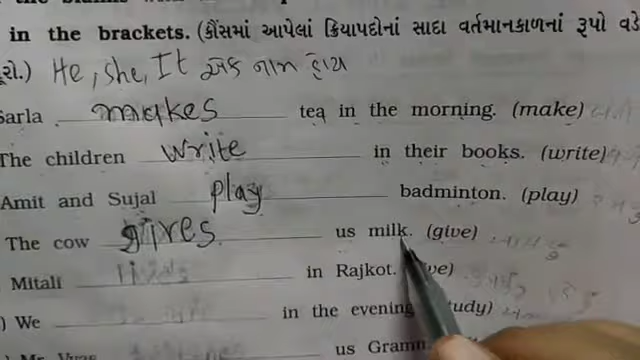 in the brackets. (કૌંસમાં આપેલાં ક્રિયાપદોનાં સાદા વર્તમાનકાળનાં રૂપો વડે
He, She, It એક નામ હોય
Sarla makes tea in the morning. (make)
The children write in their books. (write)
Amit and Sujal play badminton. (play)
The cow gives us milk. (give)
Mitali in Rajkot.
) We in the evening
us